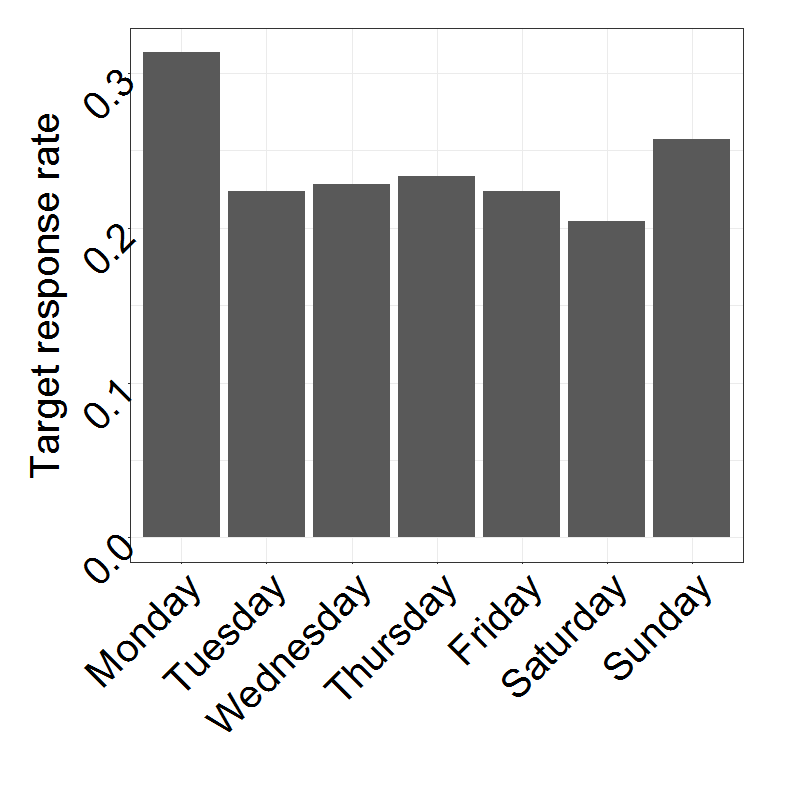 Target response rate
0.3
0.2
0.1
0.0
Monday
Tuesday
Wednesday
Thursday
Friday
Saturday
Sunday